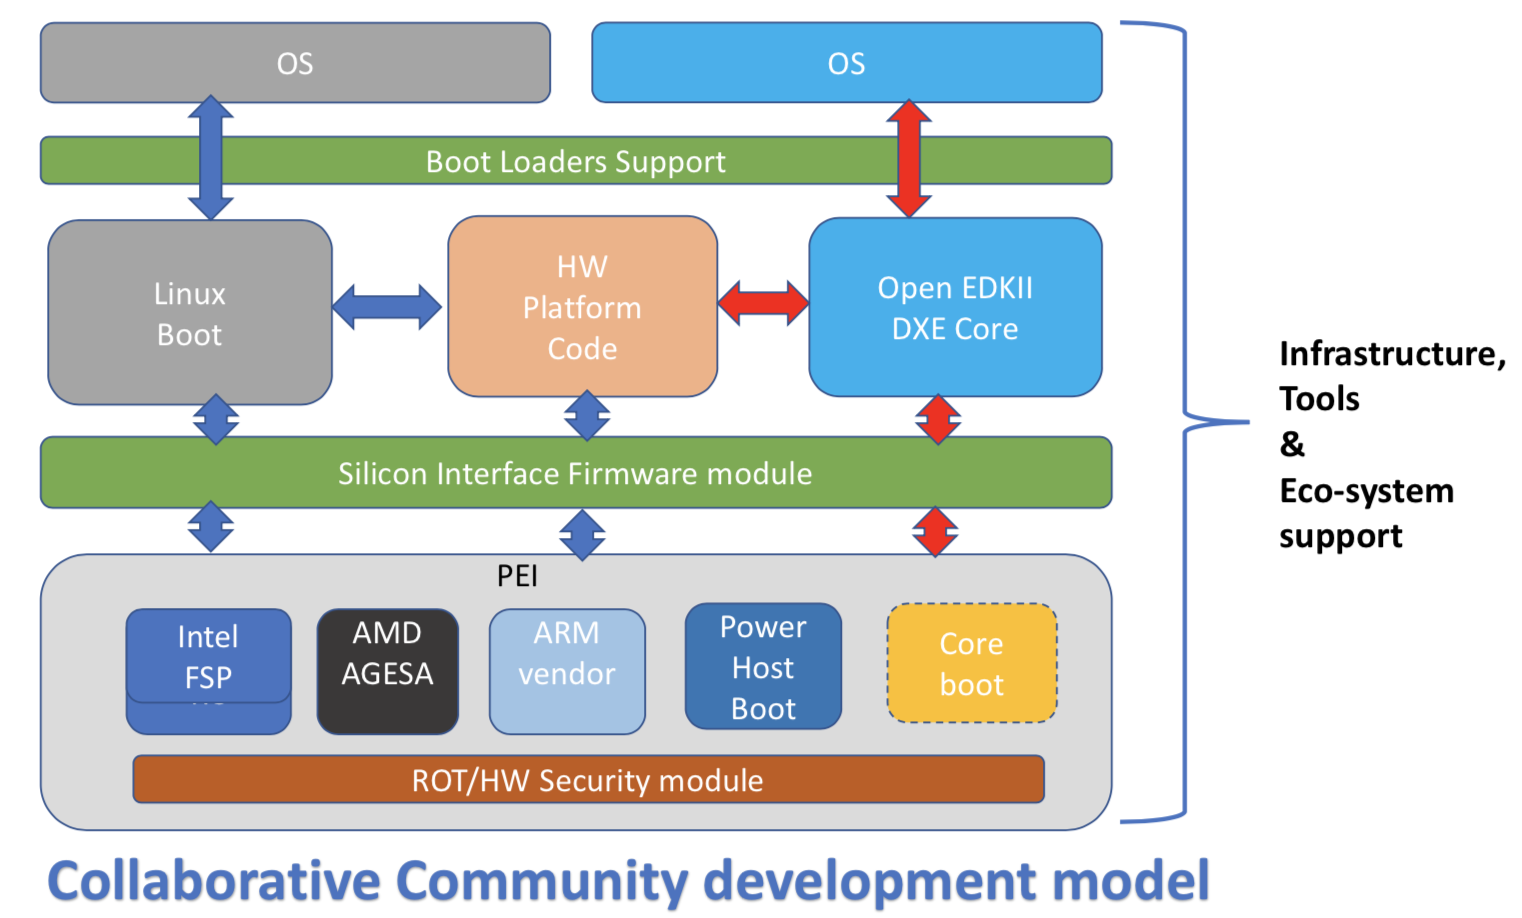 OS
OS
Boot Loaders Support
Linux
Boot
HW
Platform
Code
Open EDKII
DXE Core
Silicon Interface Firmware module
PEI
Intel
FSP
AMD
AGESA
ARM
vendor
Power
Host
Boot
Core
boot
ROT/HW Security module
Infrastructure,
Tools
&
Eco-system
support
Collaborative Community development model